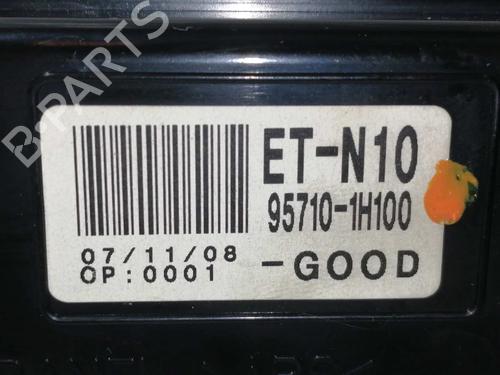 B-PARTS
ET-N10
95710-1H100
07/11/08
OP:0001
-GOOD